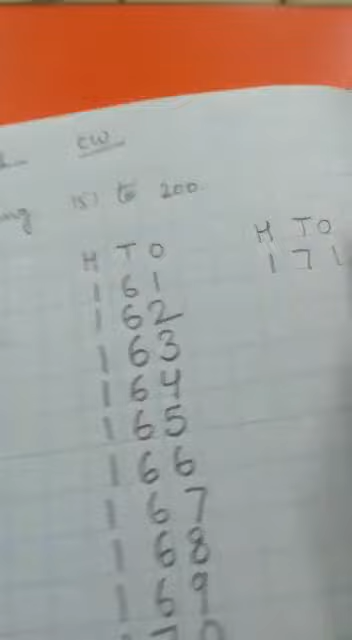 CW
151 to 200
H T O
1 6 1
1 6 2
1 6 3
1 6 4
1 6 5
1 6 6
1 6 7
1 6 8
1 6 9
H T O
1 7 1